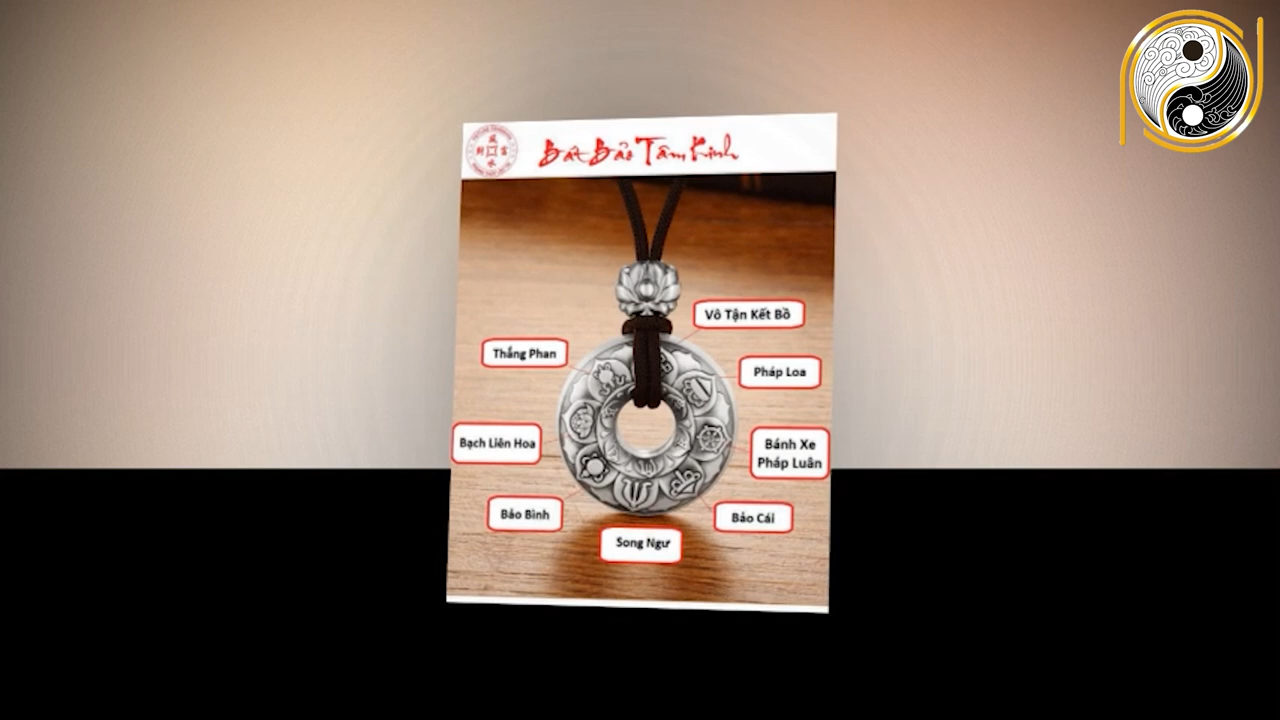 Bát Bảo Tâm Kinh
Vô Tận Kết Bồ
Thắng Phan
Pháp Loa
Bạch Liên Hoa
Bánh Xe
Pháp Luân
Bảo Bình
Bảo Cái
Song Ngư